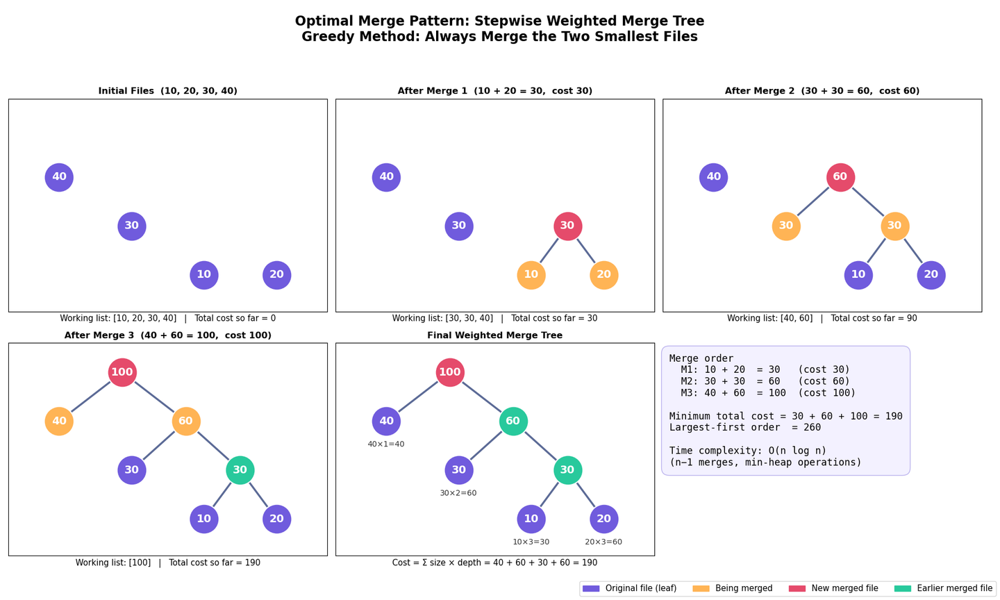 Optimal Merge Pattern: Stepwise Weighted Merge Tree
Greedy Method: Always Merge the Two Smallest Files
Initial Files (10, 20, 30, 40)
40
30
10 20
Working list: [10, 20, 30, 40] | Total cost so far = 0
After Merge 1 (10 + 20 = 30, cost 30)
40
30 30
10 20
Working list: [30, 30, 40] | Total cost so far = 30
After Merge 2 (30 + 30 = 60, cost 60)
40 60
30 30
10 20
Working list: [40, 60] | Total cost so far = 90
After Merge 3 (40 + 60 = 100, cost 100)
100
40 60
30 30
10 20
Working list: [100] | Total cost so far = 190
Final Weighted Merge Tree
100
40 60
40×1=40
30 30
30×2=60
10 20
10×3=30 20×3=60
Cost = Σ size × depth = 40 + 60 + 30 + 60 = 190
Merge order
M1: 10 + 20 = 30 (cost 30)
M2: 30 + 30 = 60 (cost 60)
M3: 40 + 60 = 100 (cost 100)
Minimum total cost = 30 + 60 + 100 = 190
Largest-first order = 260
Time complexity: O(n log n)
(n−1 merges, min-heap operations)
Original file (leaf) Being merged New merged file Earlier merged file